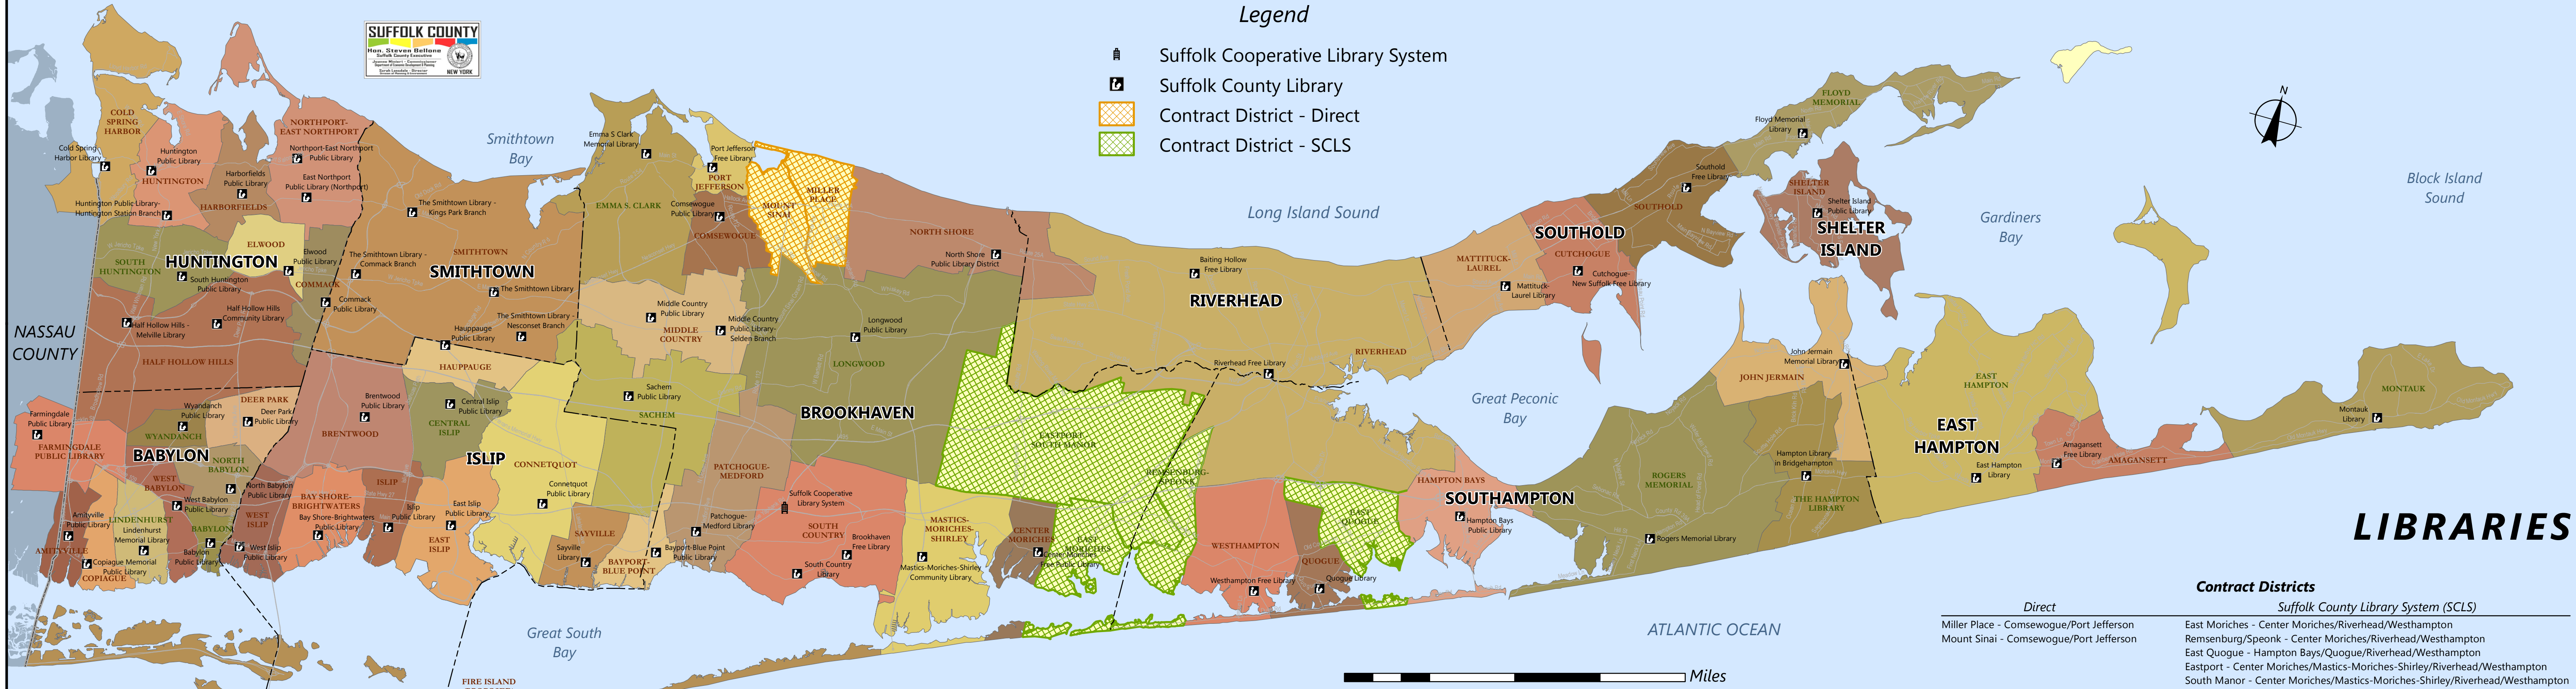 Legend
Suffolk Cooperative Library System
Suffolk County Library
Contract District - Direct
Contract District - SCLS
SUFFOLK COUNTY
Hon. Steven Bellone
Suffolk County Executive
NEW YORK
N
Smithtown
Bay
Long Island Sound
Gardiners
Bay
Block Island
Sound
Great Peconic
Bay
Great South
Bay
ATLANTIC OCEAN
NASSAU
COUNTY
HUNTINGTON
SMITHTOWN
BABYLON
ISLIP
BROOKHAVEN
RIVERHEAD
SOUTHOLD
SHELTER
ISLAND
SOUTHAMPTON
EAST
HAMPTON
COLD
SPRING
HARBOR
Cold Spring
Harbor Library
Huntington
Public Library
HUNTINGTON
Huntington Public Library-
Huntington Station Branch
NORTHPORT-
EAST NORTHPORT
Northport-East Northport
Public Library
East Northport
Public Library (Northport)
Harborfields
Public Library
HARBORFIELDS
ELWOOD
Elwood
Public Library
SOUTH
HUNTINGTON
South Huntington
Public Library
COMMACK
Commack
Public Library
Half Hollow Hills
Community Library
Half Hollow Hills -
Melville Library
HALF HOLLOW HILLS
The Smithtown Library -
Kings Park Branch
SMITHTOWN
The Smithtown Library -
Commack Branch
The Smithtown Library
The Smithtown Library -
Nesconset Branch
Hauppauge
Public Library
HAUPPAUGE
Farmingdale
Public Library
FARMINGDALE
PUBLIC LIBRARY
Wyandanch
Public Library
WYANDANCH
DEER PARK
Deer Park
Public Library
NORTH
BABYLON
North Babylon
Public Library
WEST
BABYLON
West Babylon
Public Library
Amityville
Public Library
AMITYVILLE
LINDENHURST
Lindenhurst
Memorial Library
Copiague Memorial
Public Library
COPIAGUE
BABYLON
Babylon
Public Library
WEST
ISLIP
West Islip
Public Library
Brentwood
Public Library
BRENTWOOD
BAY SHORE-
BRIGHTWATERS
Bay Shore-Brightwaters
Public Library
ISLIP
Islip
Public Library
Central Islip
Public Library
CENTRAL
ISLIP
East Islip
Public Library
EAST
ISLIP
CONNETQUOT
Connetquot
Public Library
SAYVILLE
Sayville
Library
BAYPORT-
BLUE POINT
Bayport-Blue Point
Public Library
Sachem
Public Library
SACHEM
Emma S Clark
Memorial Library
EMMA S. CLARK
Port Jefferson
Free Library
PORT
JEFFERSON
Comsewogue
Public Library
COMSEWOGUE
MOUNT
SINAI
MILLER
PLACE
NORTH SHORE
North Shore
Public Library District
Middle Country
Public Library
MIDDLE
COUNTRY
Middle Country
Public Library-
Selden Branch
Longwood
Public Library
LONGWOOD
PATCHOGUE-
MEDFORD
Patchogue-
Medford Library
Suffolk Cooperative
Library System
SOUTH
COUNTRY
Brookhaven
Free Library
South Country
Library
MASTICS-
MORICHES-
SHIRLEY
Mastics-Moriches-Shirley
Community Library
CENTER
MORICHES
Center Moriches
Free Public Library
EAST
MORICHES
EASTPORT
SOUTH MANOR
REMSENBURG-
SPEONK
Baiting Hollow
Free Library
Riverhead Free Library
RIVERHEAD
WESTHAMPTON
Westhampton Free Library
QUOGUE
Quogue Library
EAST
QUOGUE
HAMPTON BAYS
Hampton Bays
Public Library
MATTITUCK-
LAUREL
Mattituck-
Laurel Library
CUTCHOGUE
Cutchogue-
New Suffolk Free Library
SOUTHOLD
Southold
Free Library
FLOYD
MEMORIAL
Floyd Memorial
Library
SHELTER
ISLAND
Shelter Island
Public Library
John Jermain
Memorial Library
JOHN JERMAIN
ROGERS
MEMORIAL
Rogers Memorial Library
Hampton Library
in Bridgehampton
THE HAMPTON
LIBRARY
EAST
HAMPTON
East Hampton
Library
Amagansett
Free Library
AMAGANSETT
Montauk
Library
MONTAUK
FIRE ISLAND
Miles
LIBRARIES
Contract Districts
Direct
Miller Place - Comsewogue/Port Jefferson
Mount Sinai - Comsewogue/Port Jefferson
Suffolk County Library System (SCLS)
East Moriches - Center Moriches/Riverhead/Westhampton
Remsenburg/Speonk - Center Moriches/Riverhead/Westhampton
East Quogue - Hampton Bays/Quogue/Riverhead/Westhampton
Eastport - Center Moriches/Mastics-Moriches-Shirley/Riverhead/Westhampton
South Manor - Center Moriches/Mastics-Moriches-Shirley/Riverhead/Westhampton